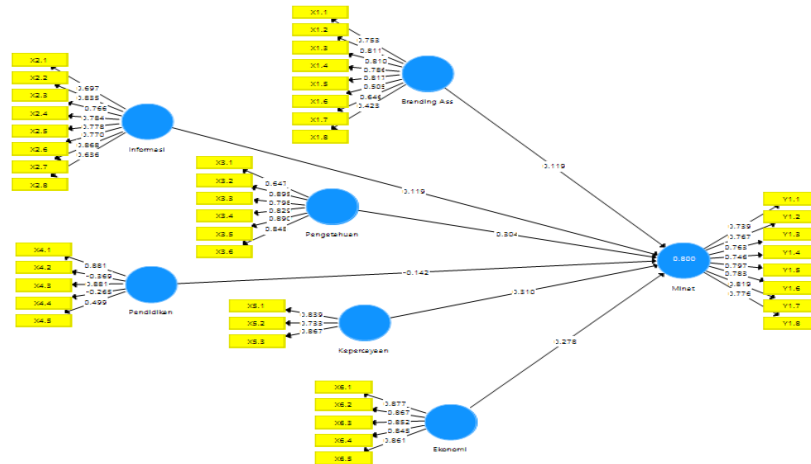 X1.1
X1.2
X1.3
X1.4
X1.5
X1.6
X1.7
X1.8
0.753
0.811
0.810
0.786
0.811
0.505
0.423
Branding Ass
X2.1
X2.2
X2.3
X2.4
X2.5
X2.6
X2.7
X2.8
0.697
0.835
0.766
0.784
0.778
0.770
0.868
0.636
Informasi
X3.1
X3.2
X3.3
X3.4
X3.5
X3.6
0.647
0.895
0.798
0.825
0.890
0.848
Pengetahuan
X4.1
X4.2
X4.3
X4.4
X4.5
0.881
-0.369
0.881
-0.265
0.499
Pendidikan
X5.1
X5.2
X5.3
0.839
0.733
0.867
Kepercayaan
X6.1
X6.2
X6.3
X6.4
X6.5
0.877
0.867
0.882
0.845
0.861
Ekonomi
0.119
0.119
0.304
-0.142
0.310
0.278
0.800
Minat
0.739
0.767
0.763
0.746
0.797
0.783
0.819
0.776
Y1.1
Y1.2
Y1.3
Y1.4
Y1.5
Y1.6
Y1.7
Y1.8